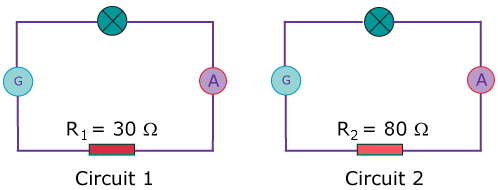 G A G A
R₁ = 30 Ω R₂ = 80 Ω
Circuit 1 Circuit 2